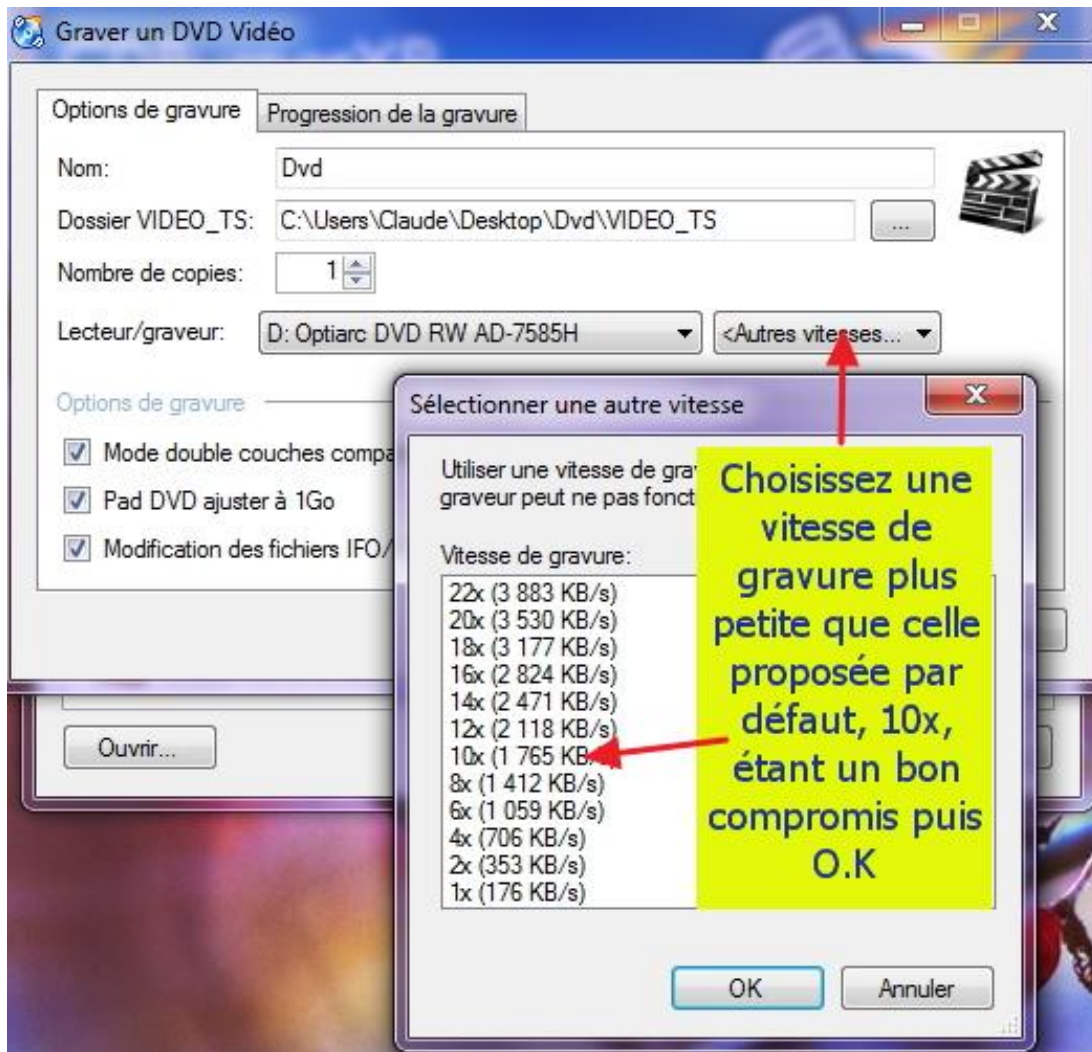 Graver un DVD Vidéo
Options de gravure
Progression de la gravure
Nom:
Dvd
Dossier VIDEO_TS:
C:\Users\Claude\Desktop\Dvd\VIDEO_TS
...
Nombre de copies:
1
Lecteur/graveur:
D: Optiarc DVD RW AD-7585H
<Autres vitesses...
Options de gravure
Mode double couches
Pad DVD ajuster à 1Go
Modification des fichiers IFO/
Ouvrir...
Sélectionner une autre vitesse
Utiliser une vitesse de
graveur peut ne pas
Vitesse de gravure:
22x (3 883 KB/s)
20x (3 530 KB/s)
18x (3 177 KB/s)
16x (2 824 KB/s)
14x (2 471 KB/s)
12x (2 118 KB/s)
10x (1 765 KB/s)
8x (1 412 KB/s)
6x (1 059 KB/s)
4x (706 KB/s)
2x (353 KB/s)
1x (176 KB/s)
OK
Annuler
Choisissez une
vitesse de
gravure plus
petite que celle
proposée par
défaut, 10x,
étant un bon
compromis puis
O.K